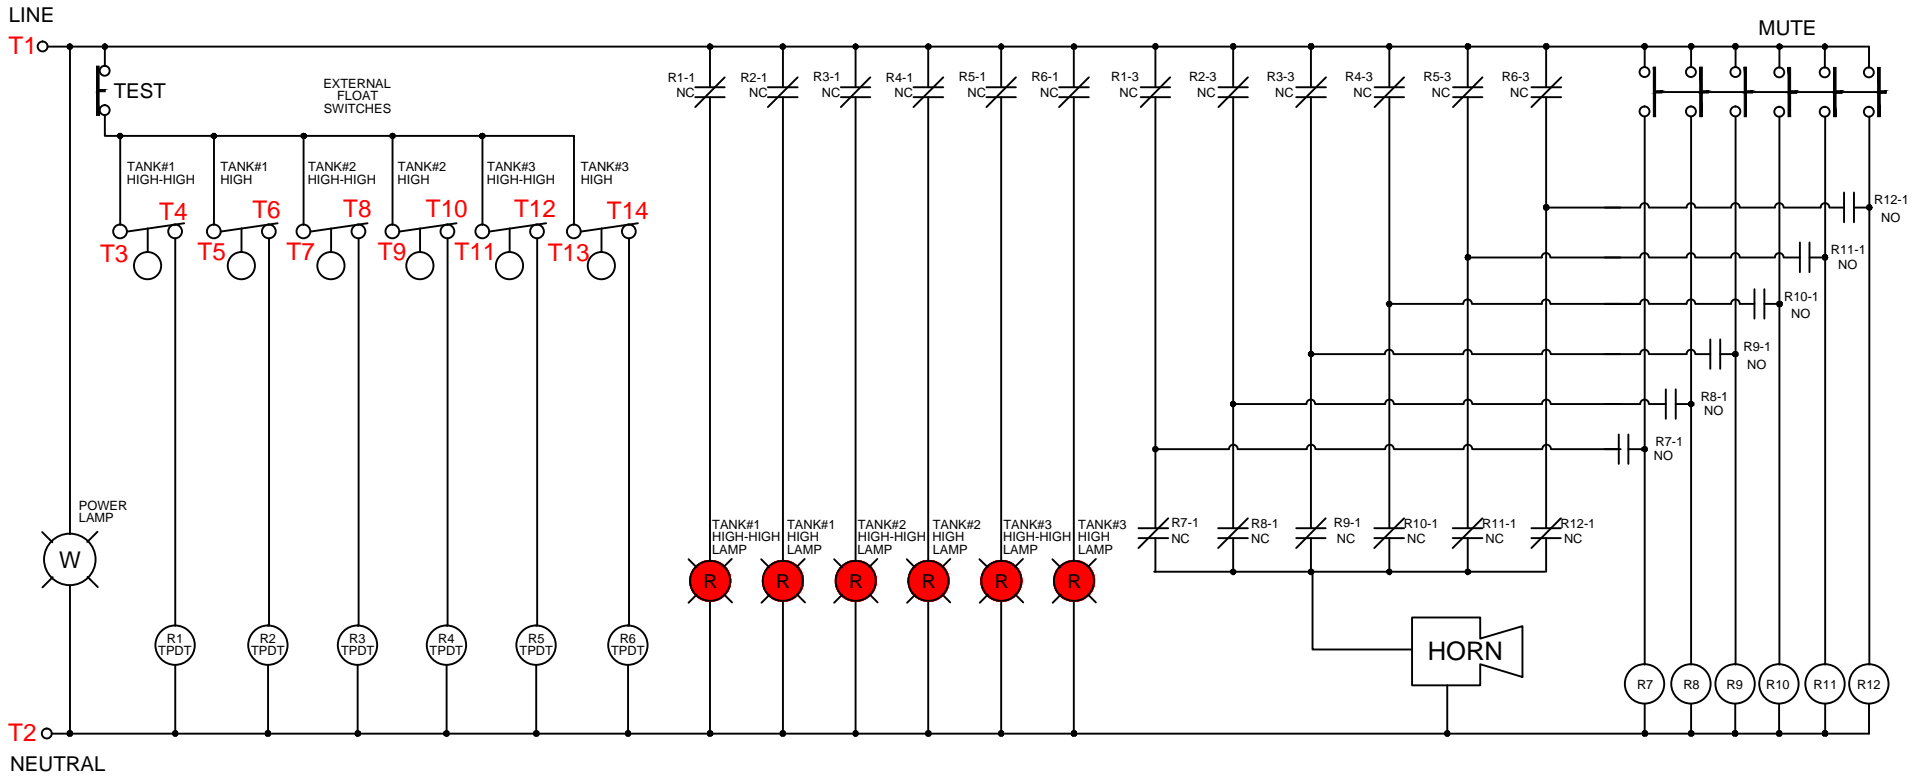 LINE
T1
MUTE
TEST
EXTERNAL
FLOAT
SWITCHES
R1-1
NC
R2-1
NC
R3-1
NC
R4-1
NC
R5-1
NC
R6-1
NC
R1-3
NC
R2-3
NC
R3-3
NC
R4-3
NC
R5-3
NC
R6-3
NC
TANK#1
HIGH-HIGH
TANK#1
HIGH
TANK#2
HIGH-HIGH
TANK#2
HIGH
TANK#3
HIGH-HIGH
TANK#3
HIGH
T3
T4
T5
T6
T7
T8
T9
T10
T11
T12
T13
T14
R12-1
NO
R11-1
NO
R10-1
NO
R9-1
NO
R8-1
NO
R7-1
NO
POWER
LAMP
W
TANK#1
HIGH-HIGH
LAMP
TANK#1
HIGH
LAMP
TANK#2
HIGH-HIGH
LAMP
TANK#2
HIGH
LAMP
TANK#3
HIGH-HIGH
LAMP
TANK#3
HIGH
LAMP
R7-1
NC
R8-1
NC
R9-1
NC
R10-1
NC
R11-1
NC
R12-1
NC
R
R
R
R
R
R
R1
TPDT
R2
TPDT
R3
TPDT
R4
TPDT
R5
TPDT
R6
TPDT
HORN
R7
R8
R9
R10
R11
R12
T2
NEUTRAL